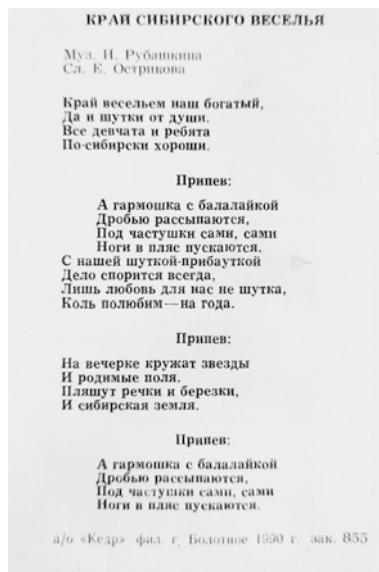 КРАЙ СИБИРСКОГО ВЕСЕЛЬЯ
Муз. И. Рубашкина
Сл. Е. Острикова
Край весельем наш богатый,
Да и шутки от души.
Все девчата и ребята
По-сибирски хороши.
Припев:
А гармошка с балалайкой
Дробью рассыпаются,
Под частушки сами, сами
Ноги в пляс пускаются.
С нашей шуткой-прибауткой
Дело спорится всегда,
Лишь любовь для нас не шутка,
Коль полюбим—на года.
Припев:
На вечерке кружат звезды
И родимые поля.
Пляшут речки и березки,
И сибирская земля.
Припев:
А гармошка с балалайкой
Дробью рассыпаются,
Под частушки сами, сами
Ноги в пляс пускаются.
п/о «Кедр» фил. г. Болотное 1990 г. зак. 855